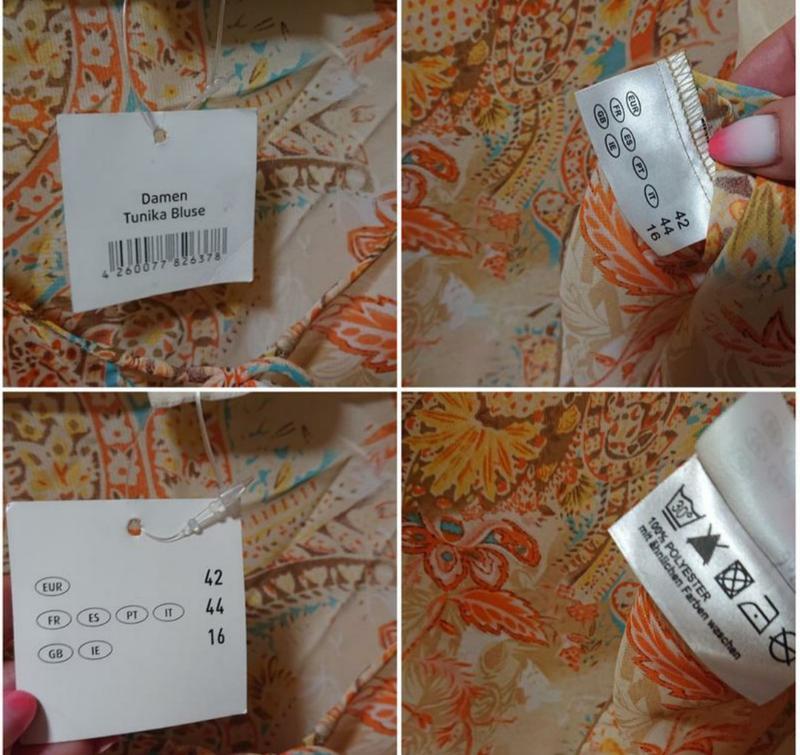 Damen
Tunika Bluse
4 260077 826378
EUR
FR ES PT IT
GB IE
42
44
16
EUR 42
FR ES PT IT 44
GB IE 16
30°
100% POLYESTER
mit ähnlichen Farben waschen